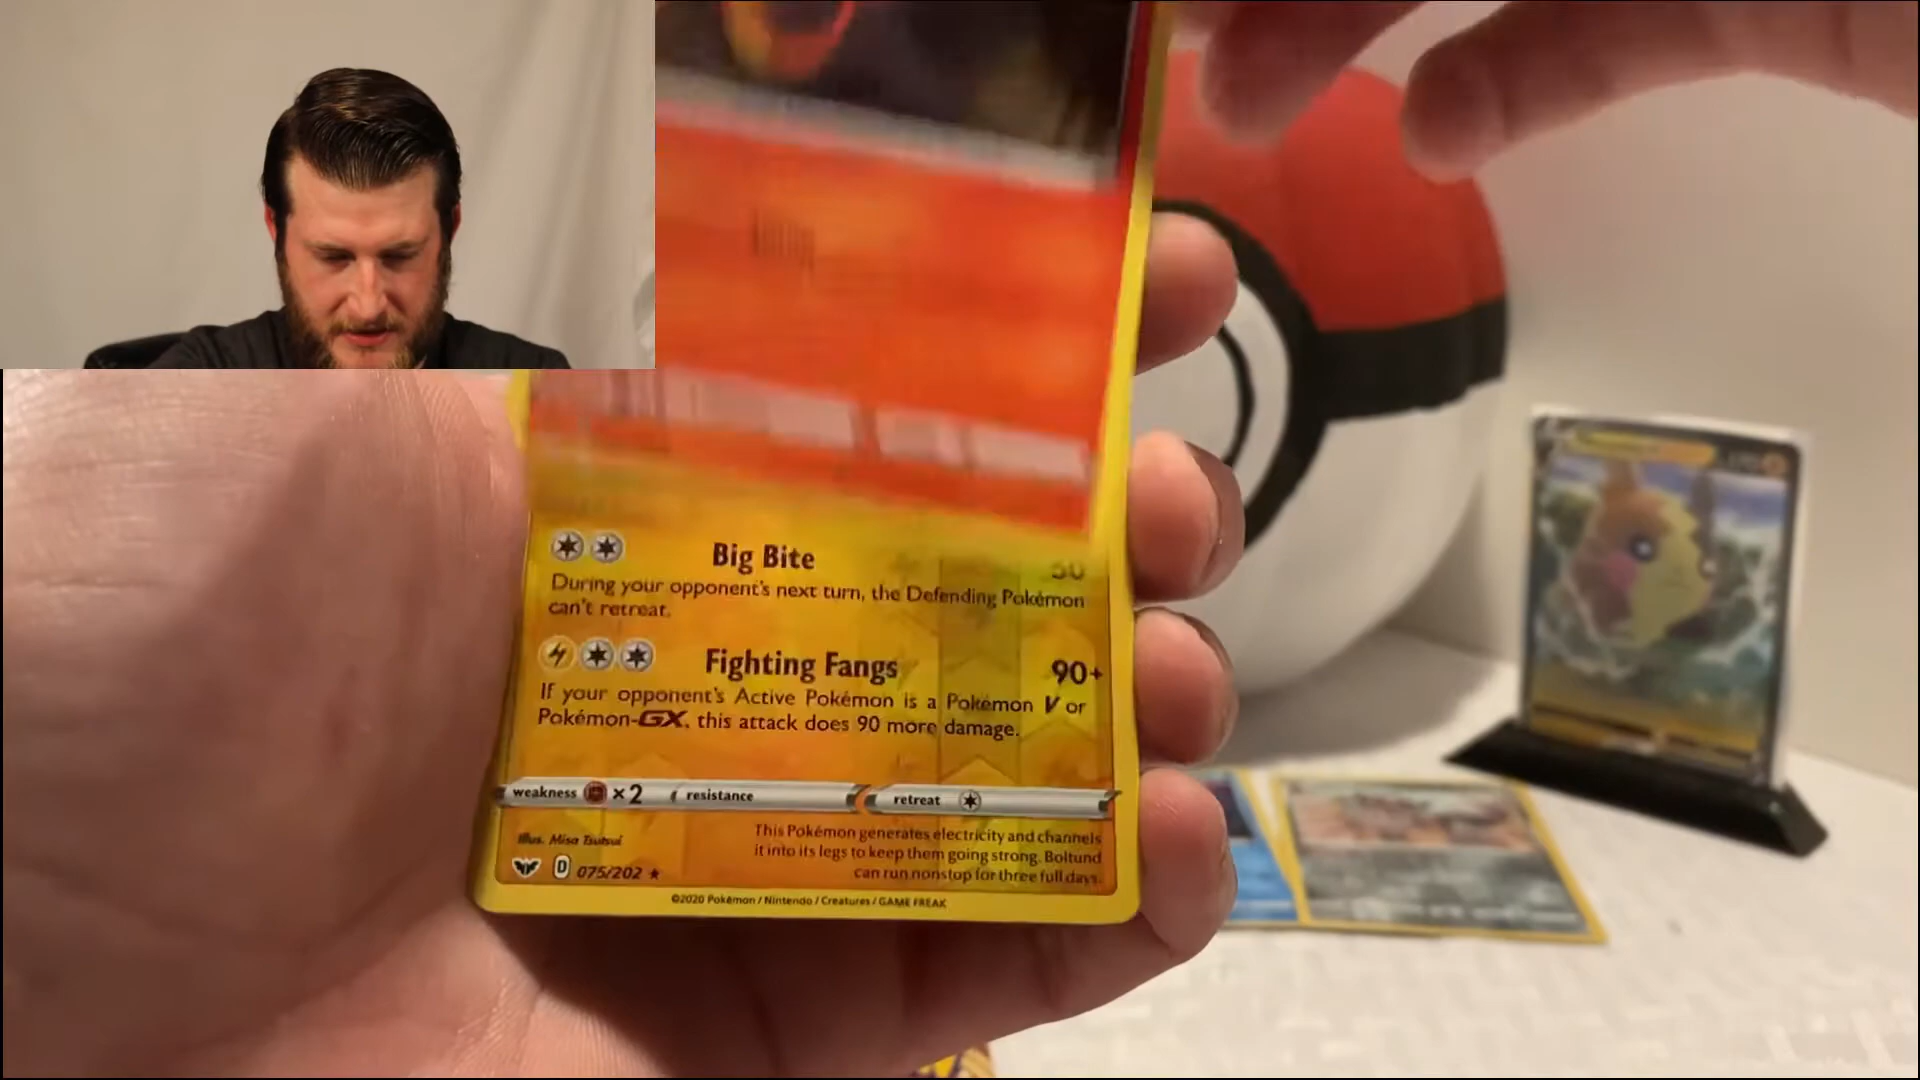 Big Bite
During your opponent's next turn, the Defending Pokémon
can't retreat.
Fighting Fangs 90+
If your opponent's Active Pokémon is a Pokémon V or
Pokémon-GX, this attack does 90 more damage.
weakness ×2 resistance retreat
Illus. Misa Tsutsui
This Pokémon generates electricity and channels
it into its legs to keep them going strong. Boltund
can run nonstop for three full days.
D 075/202 ★
©2020 Pokémon / Nintendo / Creatures / GAME FREAK